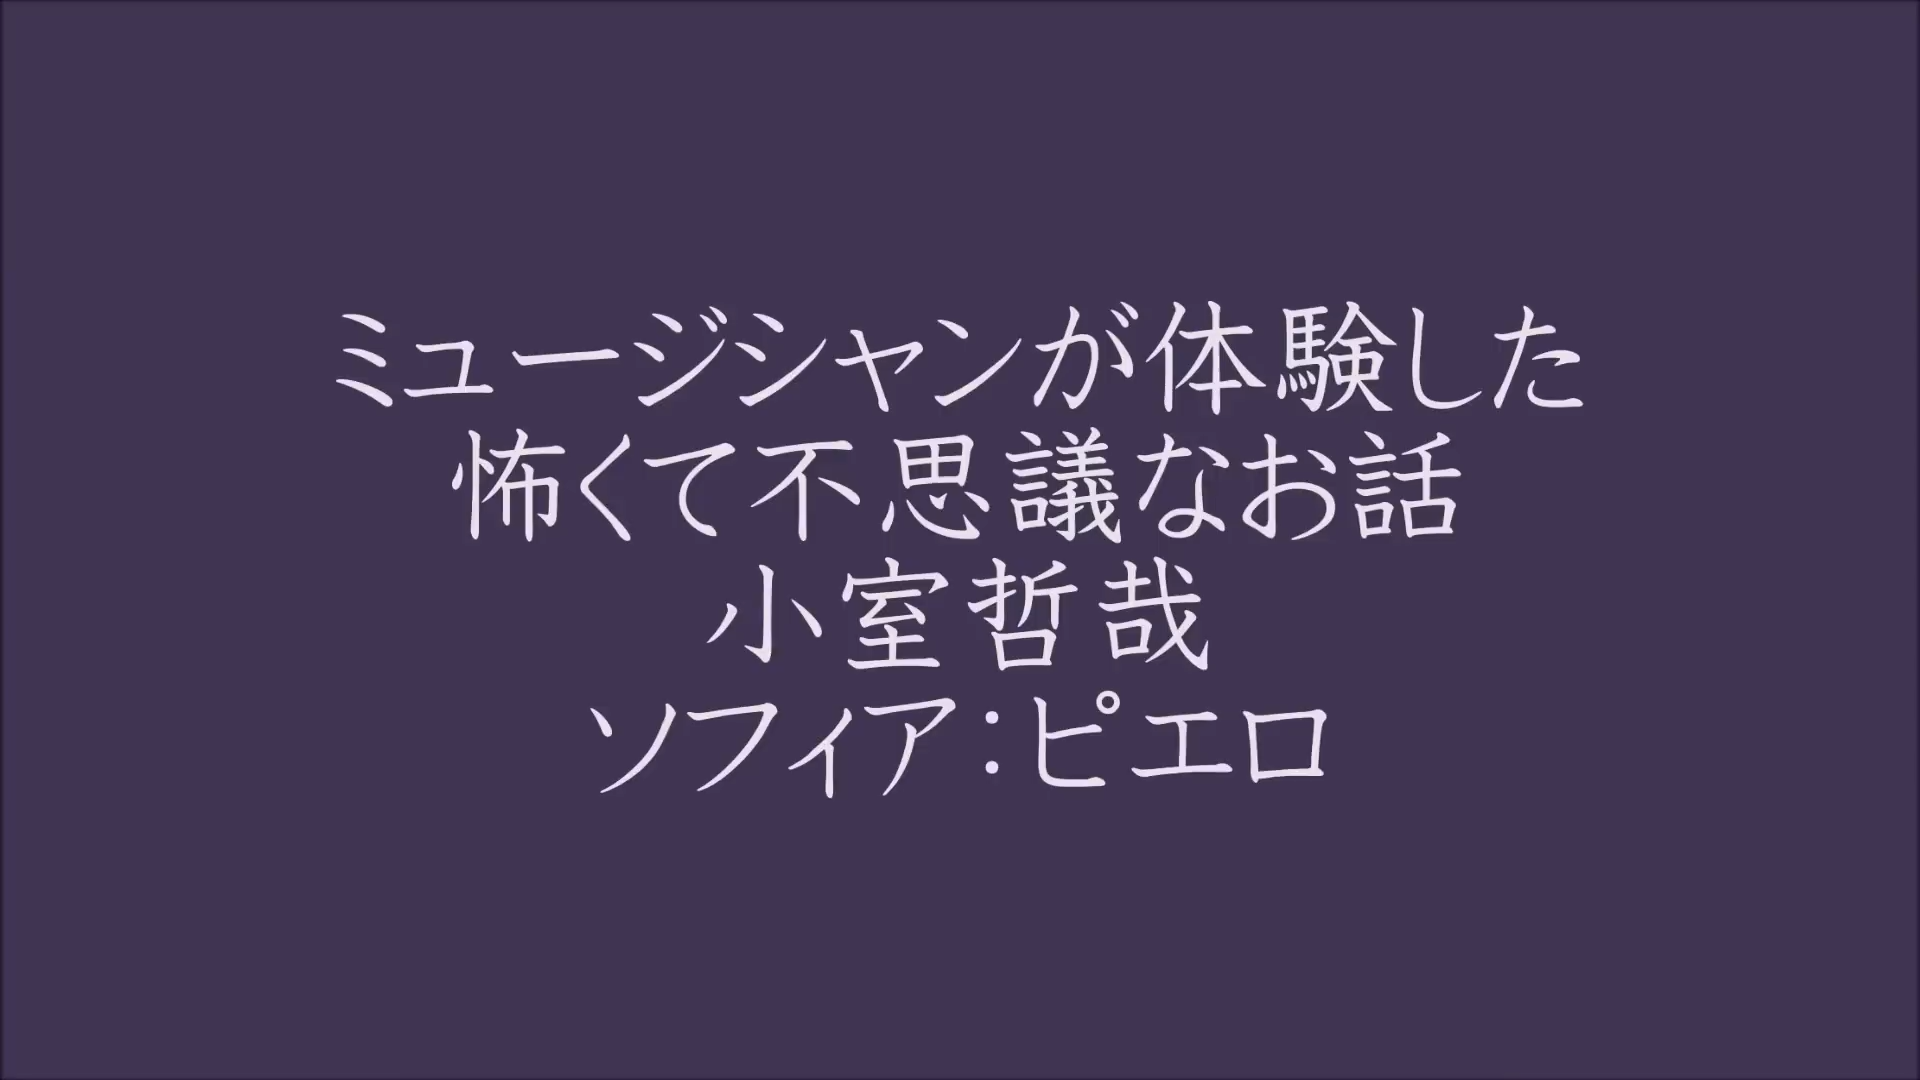 ミュージシャンが体験した
怖くて不思議なお話
小室哲哉
ソフィア：ピエロ